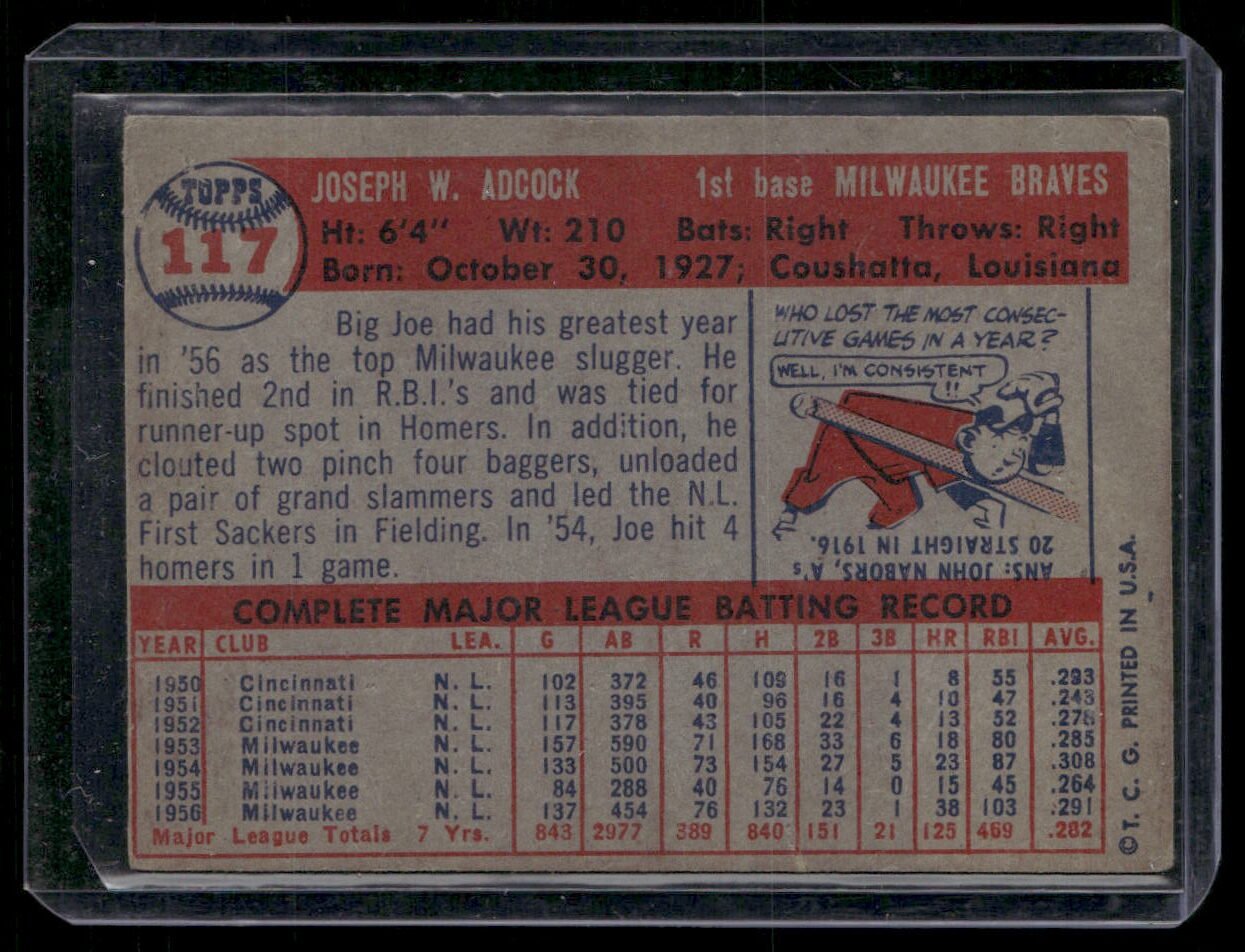 TOPPS
117
JOSEPH W. ADCOCK 1st base MILWAUKEE BRAVES
Ht: 6'4" Wt: 210 Bats: Right Throws: Right
Born: October 30, 1927; Coushatta, Louisiana
Big Joe had his greatest year
in '56 as the top Milwaukee slugger. He
finished 2nd in R.B.I.'s and was tied for
runner-up spot in Homers. In addition, he
clouted two pinch four baggers, unloaded
a pair of grand slammers and led the N.L.
First Sackers in Fielding. In '54, Joe hit 4
homers in 1 game.
WHO LOST THE MOST CONSEC-
UTIVE GAMES IN A YEAR?
WELL, I'M CONSISTENT
!!
ANS: JOHN NABORS, A's
20 STRAIGHT IN 1916.
COMPLETE MAJOR LEAGUE BATTING RECORD
YEAR CLUB LEA. G AB R H 2B 3B HR RBI AVG.
1950 Cincinnati N. L. 102 372 46 109 16 1 8 55 .293
1951 Cincinnati N. L. 113 395 40 96 16 4 10 47 .243
1952 Cincinnati N. L. 117 378 43 105 22 4 13 52 .278
1953 Milwaukee N. L. 157 590 71 168 33 6 18 80 .285
1954 Milwaukee N. L. 133 500 73 154 27 5 23 87 .308
1955 Milwaukee N. L. 84 288 40 76 14 0 15 45 .264
1956 Milwaukee N. L. 137 454 76 132 23 1 38 103 .291
Major League Totals 7 Yrs. 843 2977 389 840 151 21 125 469 .282
© T. C. G. PRINTED IN U.S.A.